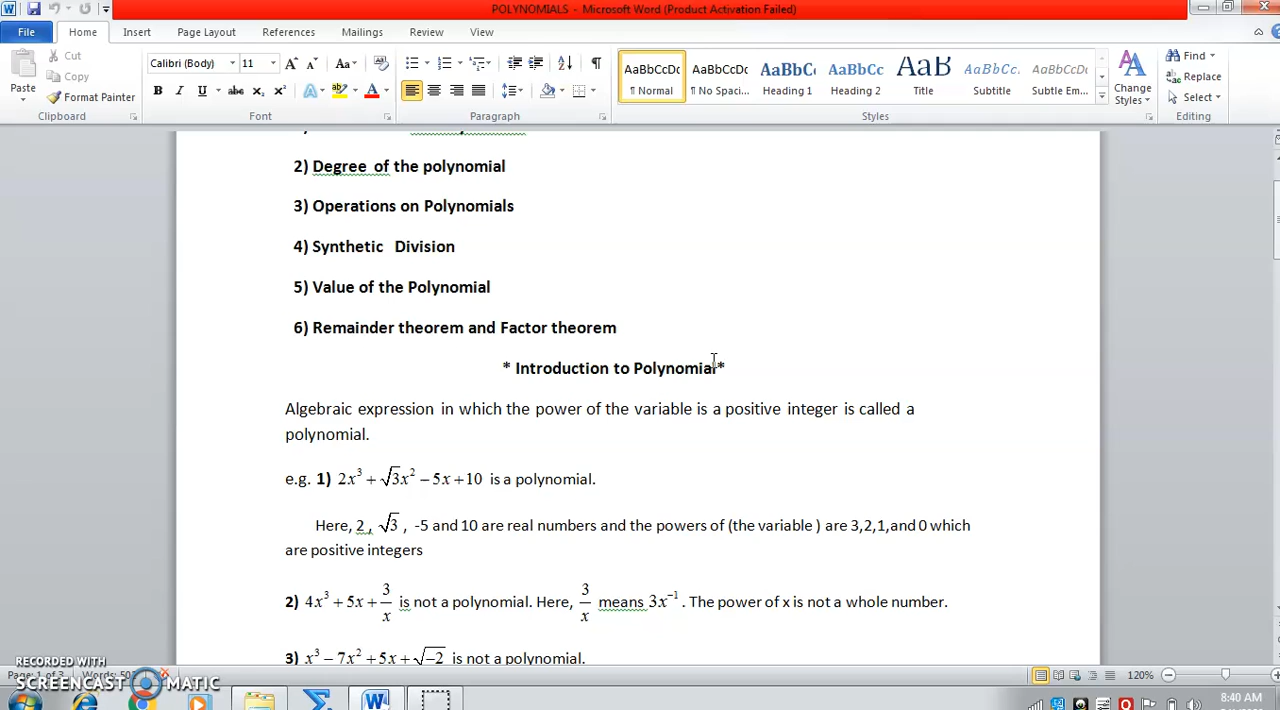 POLYNOMIALS - Microsoft Word (Product Activation Failed)
File Home Insert Page Layout References Mailings Review View
Cut
Copy
Format Painter
Paste
Clipboard
Calibri (Body) 11
Font
Paragraph
AaBbCcDc AaBbCcDc AaBbC AaBbCc AaB AaBbCc. AaBbCcDc
¶ Normal ¶ No Spaci... Heading 1 Heading 2 Title Subtitle Subtle Em...
Change Styles
Styles
Find
Replace
Select
Editing
2) Degree of the polynomial
3) Operations on Polynomials
4) Synthetic Division
5) Value of the Polynomial
6) Remainder theorem and Factor theorem
* Introduction to Polynomial*
Algebraic expression in which the power of the variable is a positive integer is called a
polynomial.
e.g. 1) 2x³ + √3x² − 5x + 10 is a polynomial.
Here, 2 , √3 , -5 and 10 are real numbers and the powers of (the variable ) are 3,2,1,and 0 which
are positive integers
2) 4x³ + 5x + 3/x is not a polynomial. Here, 3/x means 3x⁻¹ . The power of x is not a whole number.
3) x³ − 7x² + 5x + √−2 is not a polynomial.
RECORDED WITH
SCREENCAST MATIC
Page: 1 of 3 Words: 120%
8:40 AM